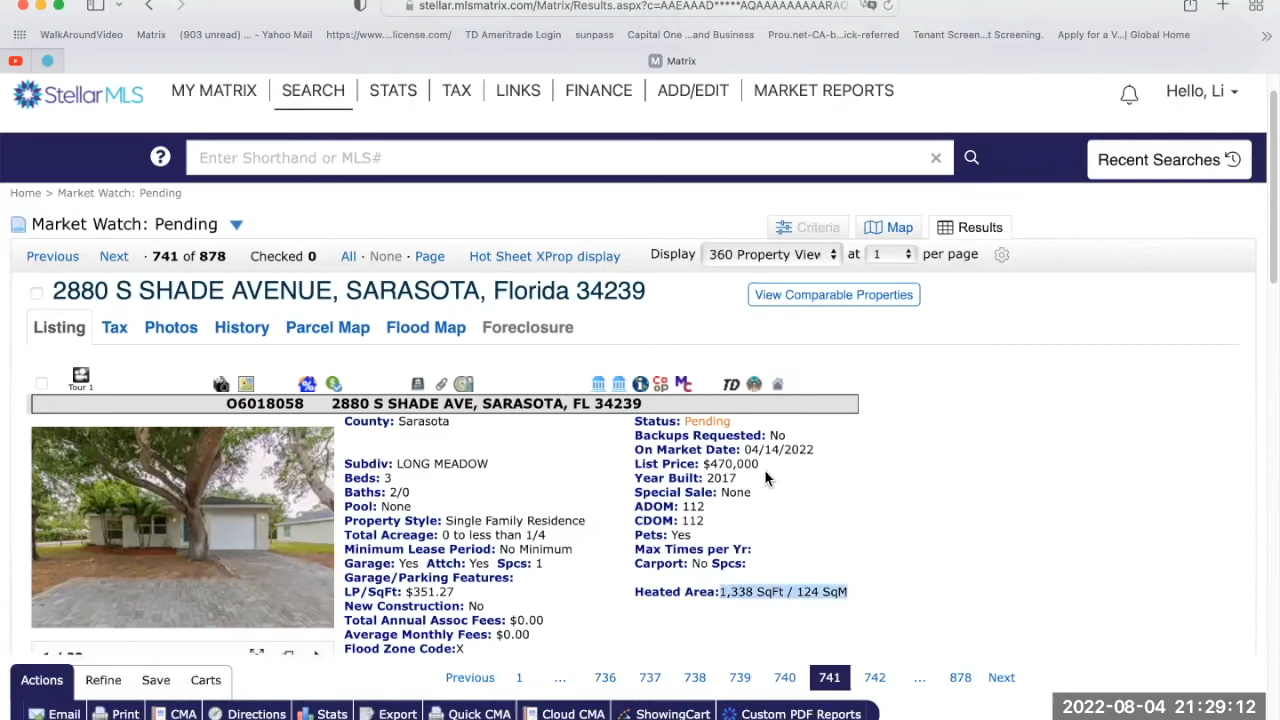 stellar.mlsmatrix.com/Matrix/Results.aspx?c=AAEAAAD*****AQAAAAAAAAARAQ
WalkAroundVideo Matrix (903 unread) ... - Yahoo Mail https://www....license.com/ TD Ameritrade Login sunpass Capital One ...and Business Prou.net-CA-b...ick-referred Tenant Screen...t Screening. Apply for a V...| Global Home
M Matrix
StellarMLS MY MATRIX SEARCH STATS TAX LINKS FINANCE ADD/EDIT MARKET REPORTS Hello, Li
? Enter Shorthand or MLS# Recent Searches
Home > Market Watch: Pending
Market Watch: Pending Criteria Map Results
Previous Next · 741 of 878 Checked 0 All · None · Page Hot Sheet XProp display Display 360 Property View at 1 per page
2880 S SHADE AVENUE, SARASOTA, Florida 34239 View Comparable Properties
Listing Tax Photos History Parcel Map Flood Map Foreclosure
Tour 1 TD
O6018058 2880 S SHADE AVE, SARASOTA, FL 34239
County: Sarasota Status: Pending
Backups Requested: No
On Market Date: 04/14/2022
Subdiv: LONG MEADOW List Price: $470,000
Beds: 3 Year Built: 2017
Baths: 2/0 Special Sale: None
Pool: None ADOM: 112
Property Style: Single Family Residence CDOM: 112
Total Acreage: 0 to less than 1/4 Pets: Yes
Minimum Lease Period: No Minimum Max Times per Yr:
Garage: Yes Attch: Yes Spcs: 1 Carport: No Spcs:
Garage/Parking Features:
LP/SqFt: $351.27 Heated Area:1,338 SqFt / 124 SqM
New Construction: No
Total Annual Assoc Fees: $0.00
Average Monthly Fees: $0.00
Flood Zone Code:X
Actions Refine Save Carts Previous 1 ... 736 737 738 739 740 741 742 ... 878 Next
Email Print CMA Directions Stats Export Quick CMA Cloud CMA ShowingCart Custom PDF Reports
2022-08-04 21:29:12